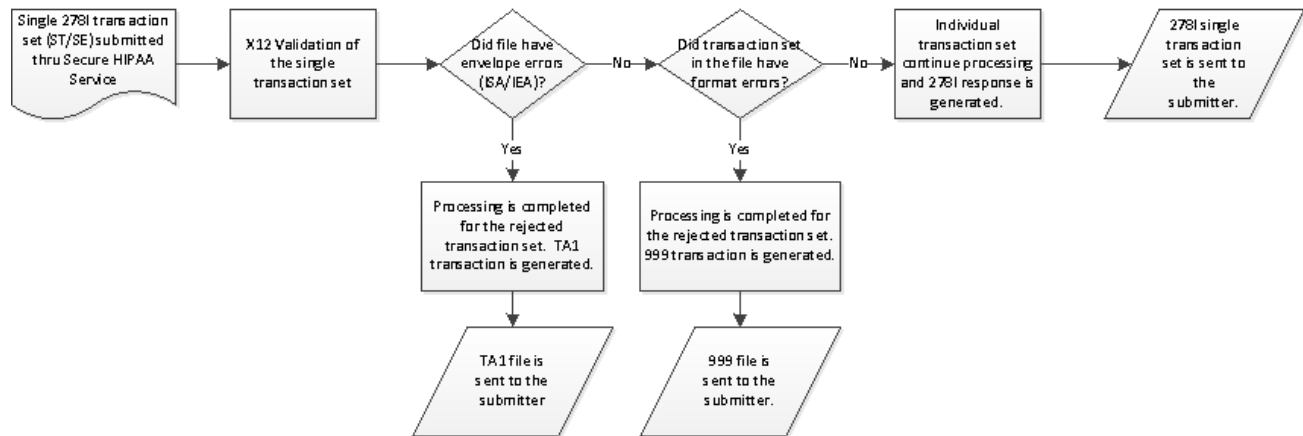 Single 278I transaction
set (ST/SE) submitted
thru Secure HIPAA
Service
X12 Validation of
the single
transaction set
Did file have
envelope errors
(ISA/IEA)?
No
Did transaction set
in the file have
format errors?
No
Individual
transaction set
continue processing
and 278I response is
generated.
278I single
transaction
set is sent to
the
submitter.
Yes
Yes
Processing is completed
for the rejected
transaction set. TA1
transaction is generated.
Processing is completed for
the rejected transaction set.
999 transaction is generated.
TA1 file is
sent to the
submitter
999 file is
sent to the
submitter.